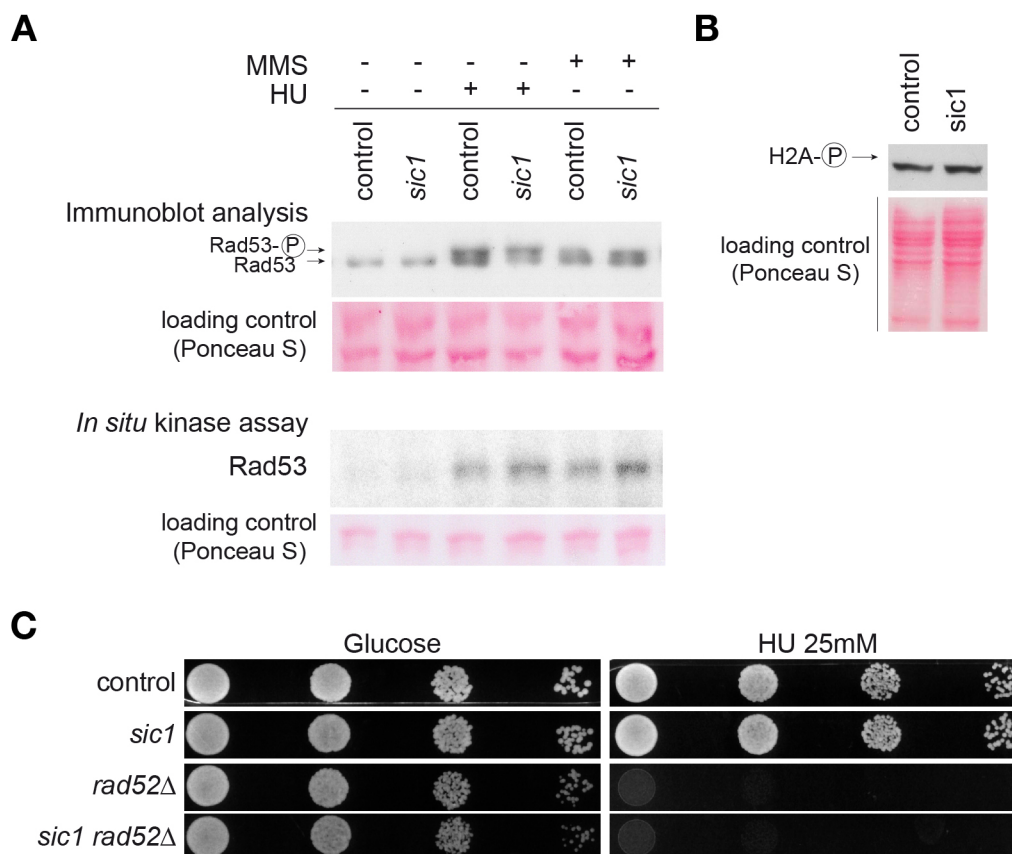 A
MMS - - - - + +
HU - - + + - -
control sic1 control sic1 control sic1
Immunoblot analysis
Rad53-Ⓟ
Rad53
loading control
(Ponceau S)
In situ kinase assay
Rad53
loading control
(Ponceau S)
B
control sic1
H2A-Ⓟ
loading control
(Ponceau S)
C
Glucose HU 25mM
control
sic1
rad52Δ
sic1 rad52Δ